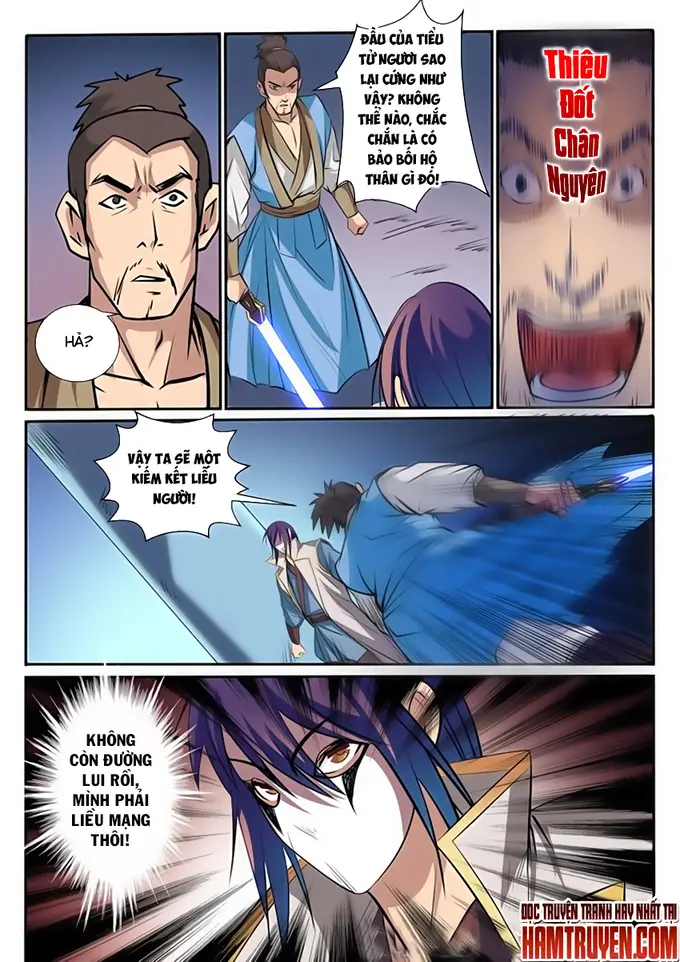 HẢ?
ĐẦU CỦA TIỂU
TỬ NGƯƠI SAO
LẠI CỨNG NHƯ
VẬY? KHÔNG
THỂ NÀO, CHẮC
CHẮN LÀ CÓ
BẢO BỐI HỘ
THÂN GÌ ĐÓ!
Thiêu
Đốt
Chân
Nguyên
VẬY TA SẼ MỘT
KIẾM KẾT LIỄU
NGƯƠI!
KHÔNG
CÒN ĐƯỜNG
LUI RỒI,
MÌNH PHẢI
LIỀU MẠNG
THÔI!
ĐỌC TRUYỆN TRANH HAY NHẤT TẠI
HAMTRUYEN.COM